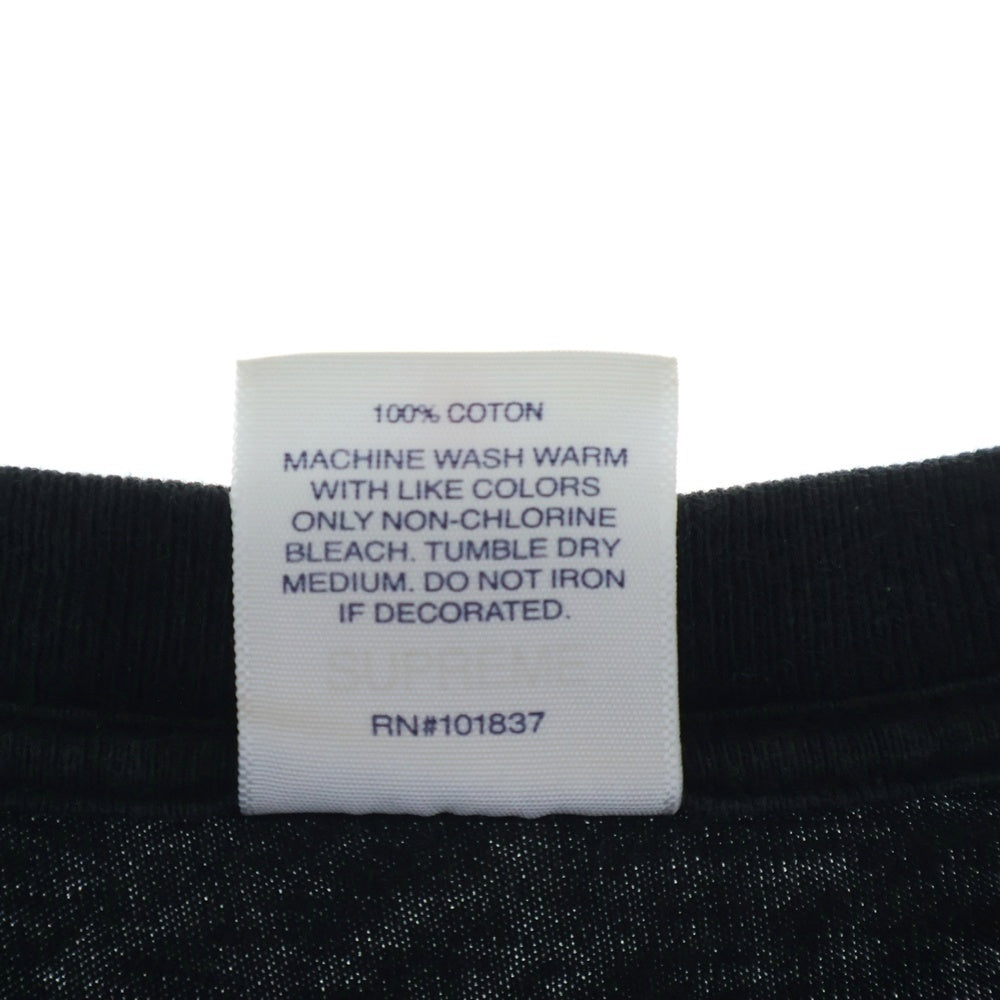 100% COTON
MACHINE WASH WARM
WITH LIKE COLORS
ONLY NON-CHLORINE
BLEACH. TUMBLE DRY
MEDIUM. DO NOT IRON
IF DECORATED.
SUPREME
RN#101837